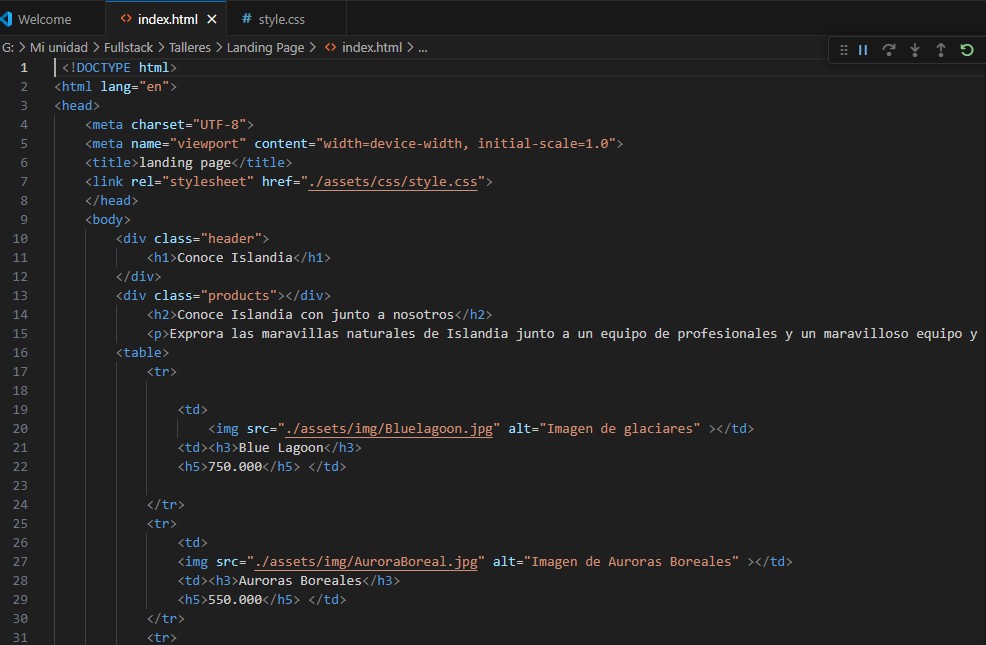 Welcome
index.html
style.css
G: > Mi unidad > Fullstack > Talleres > Landing Page > index.html > ...
1 <!DOCTYPE html>
2 <html lang="en">
3 <head>
4 <meta charset="UTF-8">
5 <meta name="viewport" content="width=device-width, initial-scale=1.0">
6 <title>landing page</title>
7 <link rel="stylesheet" href="./assets/css/style.css">
8 </head>
9 <body>
10 <div class="header">
11 <h1>Conoce Islandia</h1>
12 </div>
13 <div class="products"></div>
14 <h2>Conoce Islandia con junto a nosotros</h2>
15 <p>Exprora las maravillas naturales de Islandia junto a un equipo de profesionales y un maravilloso equipo y
16 <table>
17 <tr>
18
19 <td>
20 <img src="./assets/img/Bluelagoon.jpg" alt="Imagen de glaciares" ></td>
21 <td><h3>Blue Lagoon</h3>
22 <h5>750.000</h5> </td>
23
24 </tr>
25 <tr>
26 <td>
27 <img src="./assets/img/AuroraBoreal.jpg" alt="Imagen de Auroras Boreales" ></td>
28 <td><h3>Auroras Boreales</h3>
29 <h5>550.000</h5> </td>
30 </tr>
31 <tr>